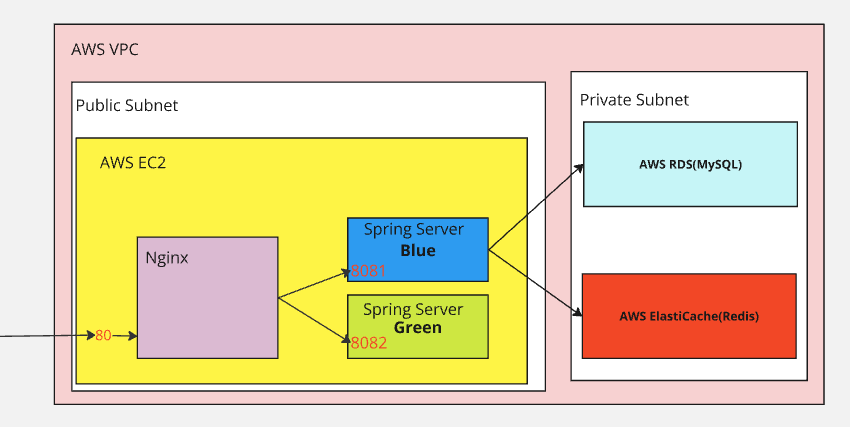 AWS VPC
Public Subnet
AWS EC2
80
Nginx
Spring Server
Blue
8081
Spring Server
Green
8082
Private Subnet
AWS RDS(MySQL)
AWS ElastiCache(Redis)